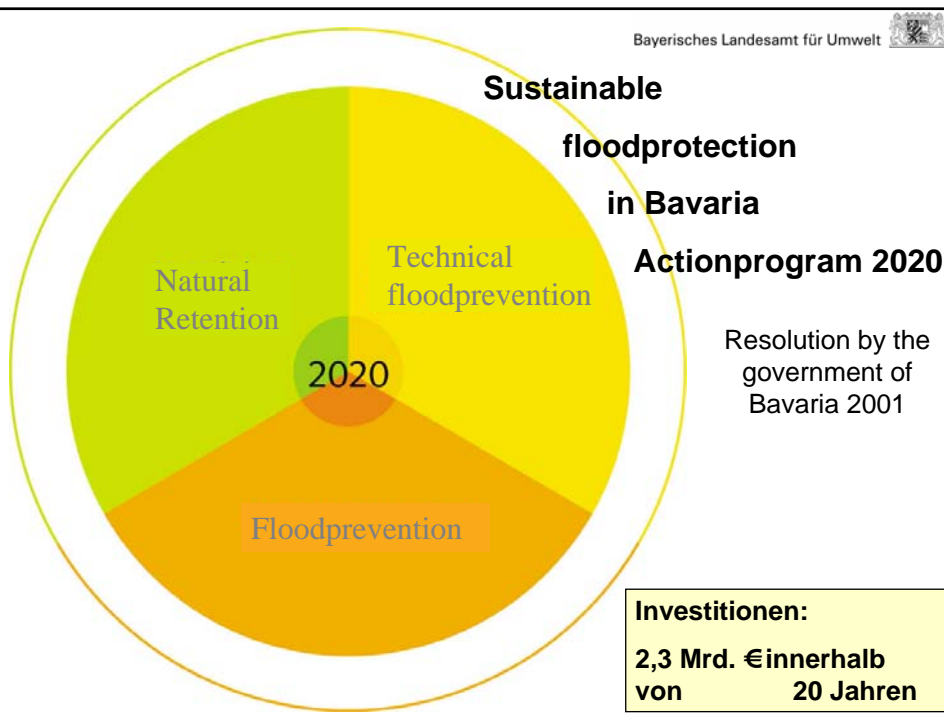 Bayerisches Landesamt für Umwelt
Sustainable
floodprotection
in Bavaria
Actionprogram 2020
Resolution by the
government of
Bavaria 2001
Natural
Retention
Technical
floodprevention
2020
Floodprevention
Investitionen:
2,3 Mrd. €innerhalb
von 20 Jahren